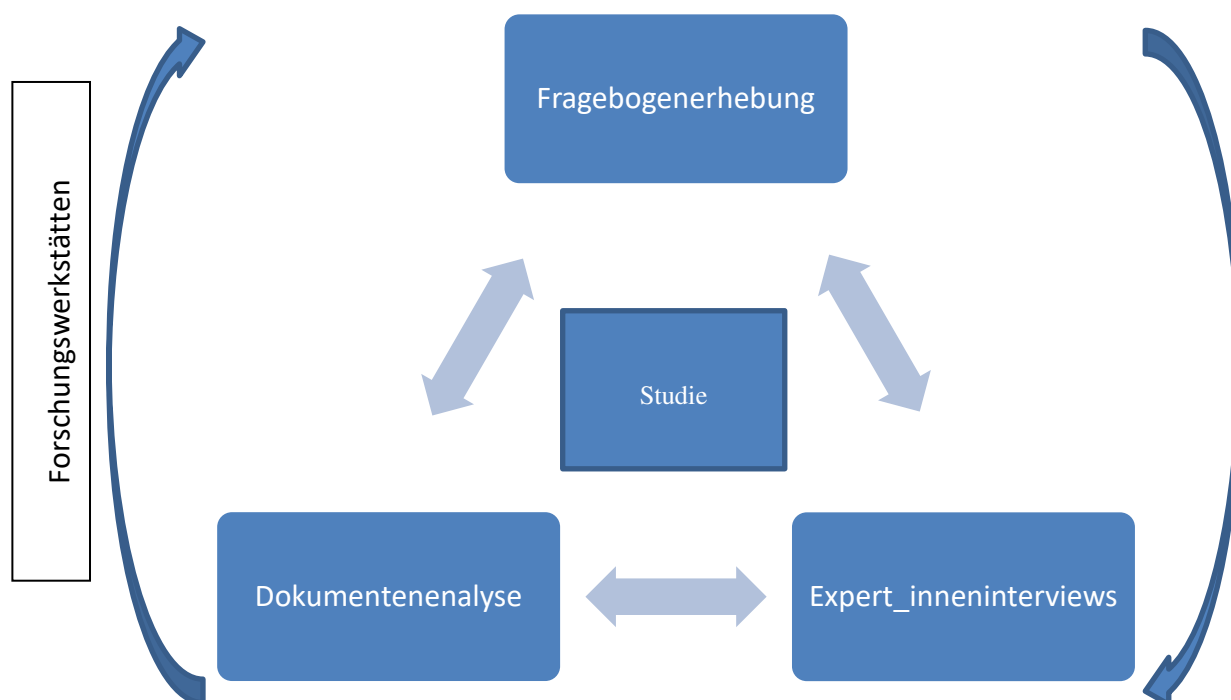 Fragebogenerhebung
Forschungswerkstätten
Studie
Dokumentenenalyse
Expert_inneninterviews